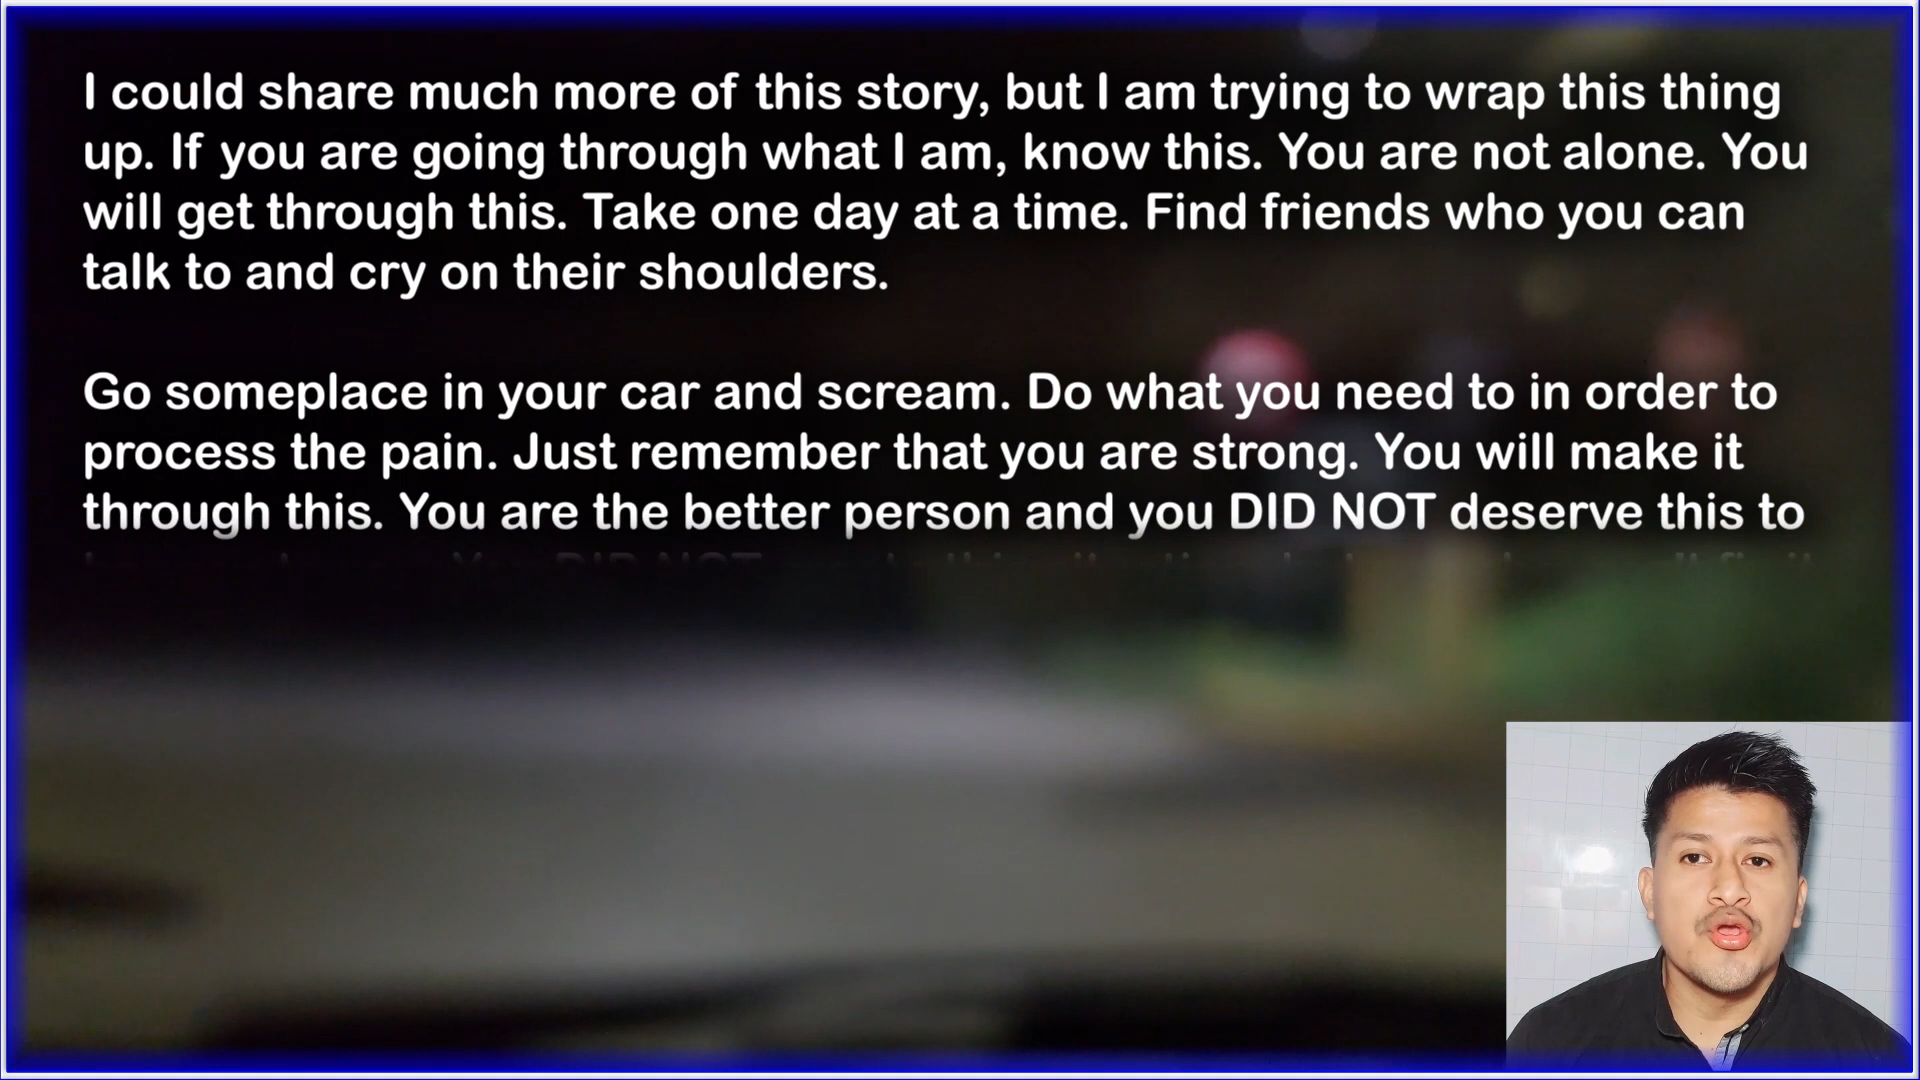 I could share much more of this story, but I am trying to wrap this thing
up. If you are going through what I am, know this. You are not alone. You
will get through this. Take one day at a time. Find friends who you can
talk to and cry on their shoulders.
Go someplace in your car and scream. Do what you need to in order to
process the pain. Just remember that you are strong. You will make it
through this. You are the better person and you DID NOT deserve this to